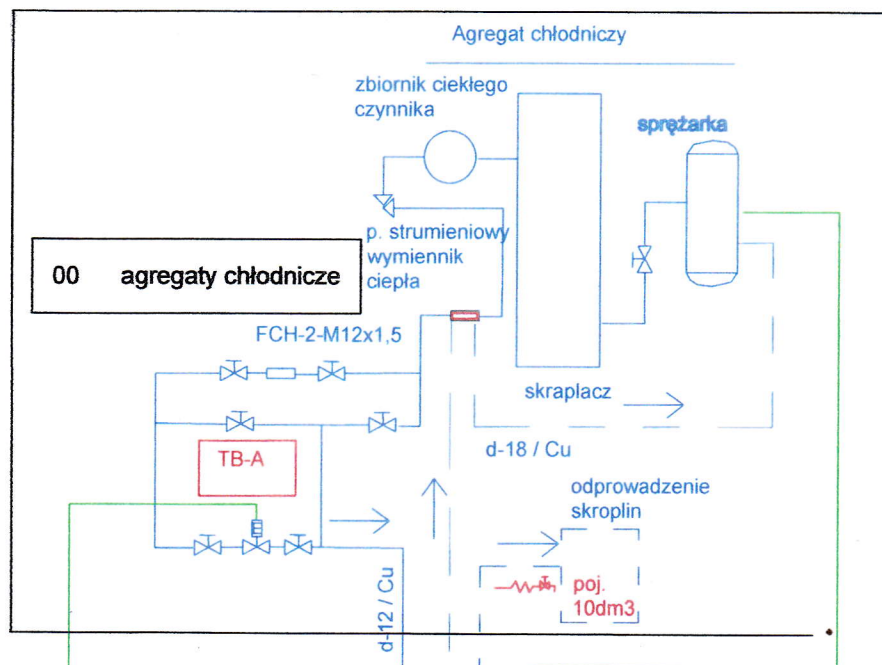 Agregat chłodniczy
zbiornik ciekłego
czynnika
sprężarka
p. strumieniowy
wymiennik
ciepła
00 agregaty chłodnicze
FCH-2-M12x1,5
skraplacz
d-18 / Cu
TB-A
odprowadzenie
skroplin
poj.
10dm3
d-12 / Cu